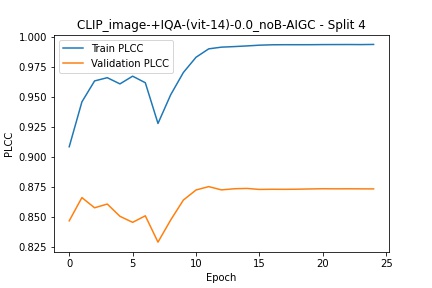 CLIP_image-+IQA-(vit-14)-0.0_noB-AIGC - Split 4
Train PLCC
Validation PLCC
PLCC
1.000
0.975
0.950
0.925
0.900
0.875
0.850
0.825
0 5 10 15 20 25
Epoch